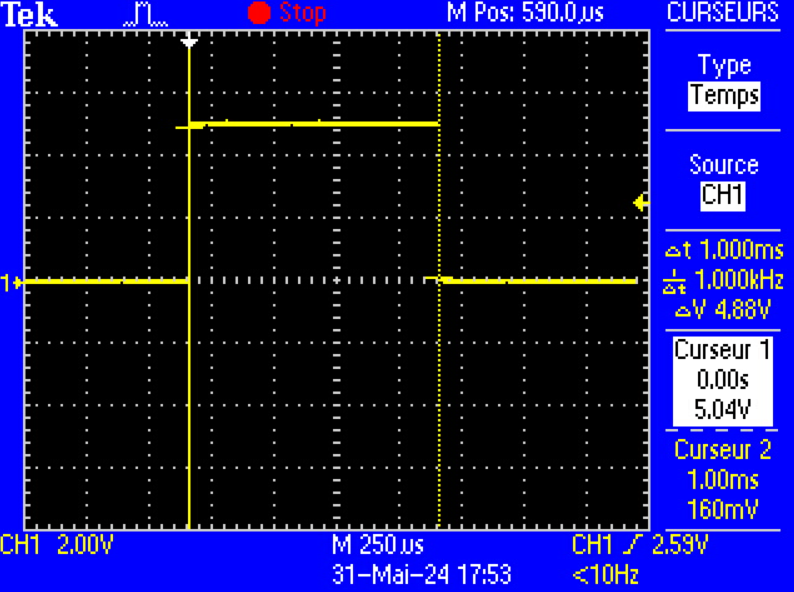 Tek Stop M Pos: 590.0µs CURSEURS
Type
Temps
Source
CH1
1
Δt 1.000ms
1/Δt 1.000kHz
ΔV 4.88V
Curseur 1
0.00s
5.04V
Curseur 2
1.00ms
160mV
CH1 2.00V M 250µs CH1 2.59V
31-Mai-24 17:53 <10Hz